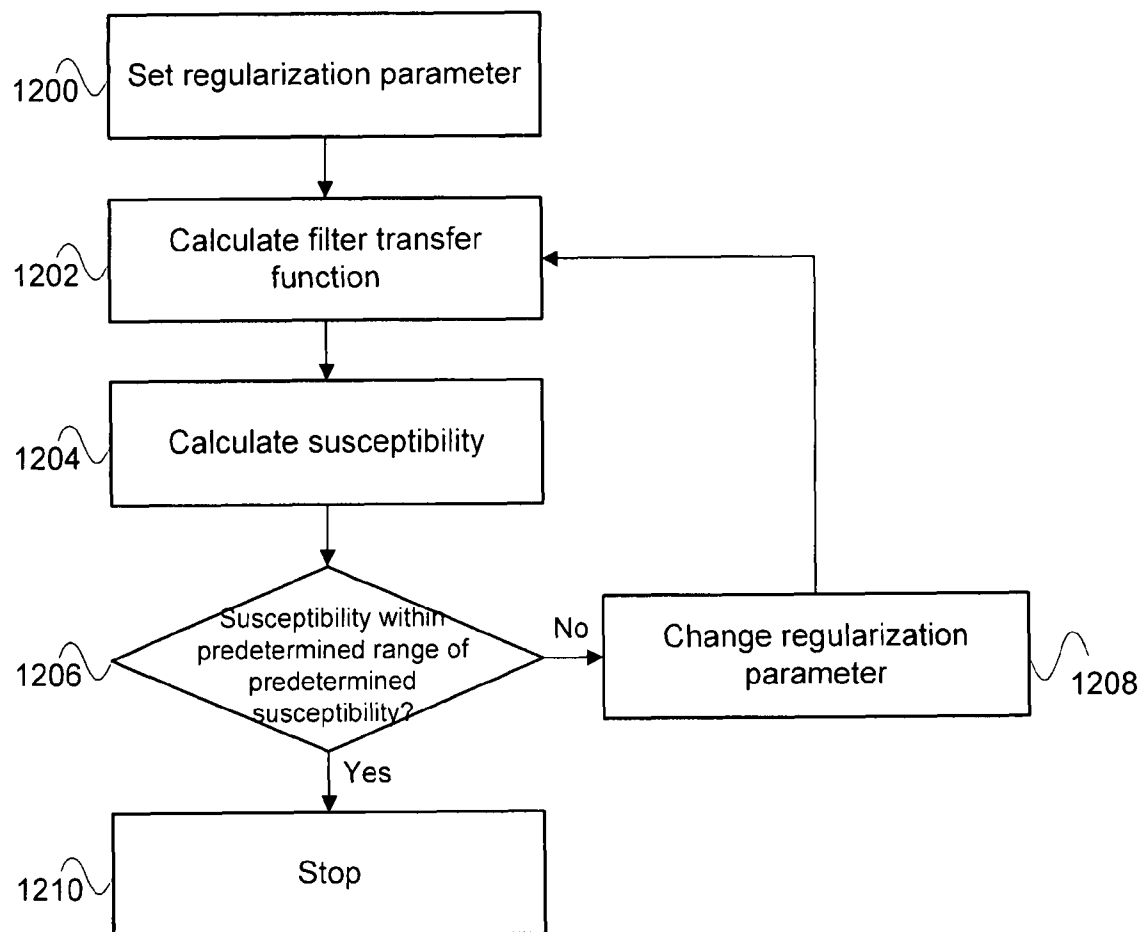 Set regularization parameter
1200
Calculate filter transfer
function
1202
Calculate susceptibility
1204
Susceptibility within
predetermined range of
predetermined
susceptibility?
1206
No
Change regularization
parameter
1208
Yes
Stop
1210